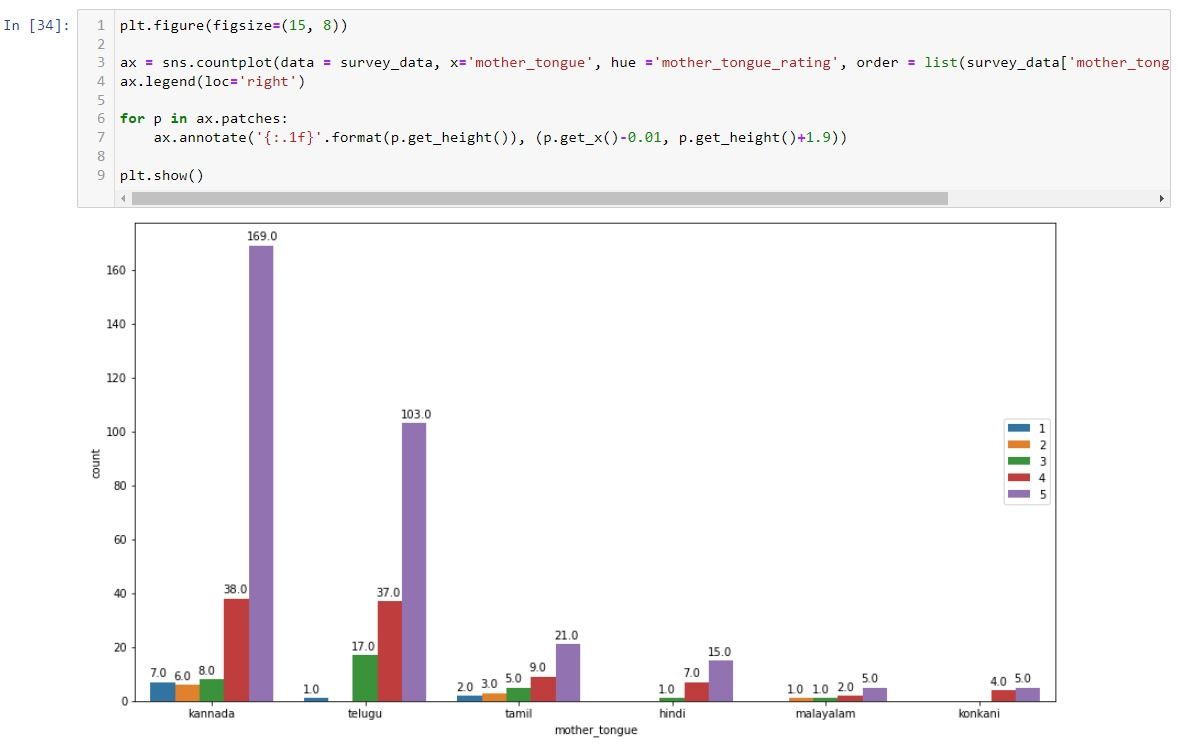 In [34]:
1 plt.figure(figsize=(15, 8))
2
3 ax = sns.countplot(data = survey_data, x='mother_tongue', hue ='mother_tongue_rating', order = list(survey_data['mother_tong
4 ax.legend(loc='right')
5
6 for p in ax.patches:
7     ax.annotate('{:.1f}'.format(p.get_height()), (p.get_x()-0.01, p.get_height()+1.9))
8
9 plt.show()
169.0
160
140
120
103.0
100
1
2
3
4
5
count
80
60
38.0
37.0
40
21.0
17.0
15.0
20
7.0 6.0 8.0
1.0
2.0 3.0 5.0 9.0
1.0 7.0
1.0 1.0 2.0 5.0
4.0 5.0
0
kannada telugu tamil hindi malayalam konkani
mother_tongue